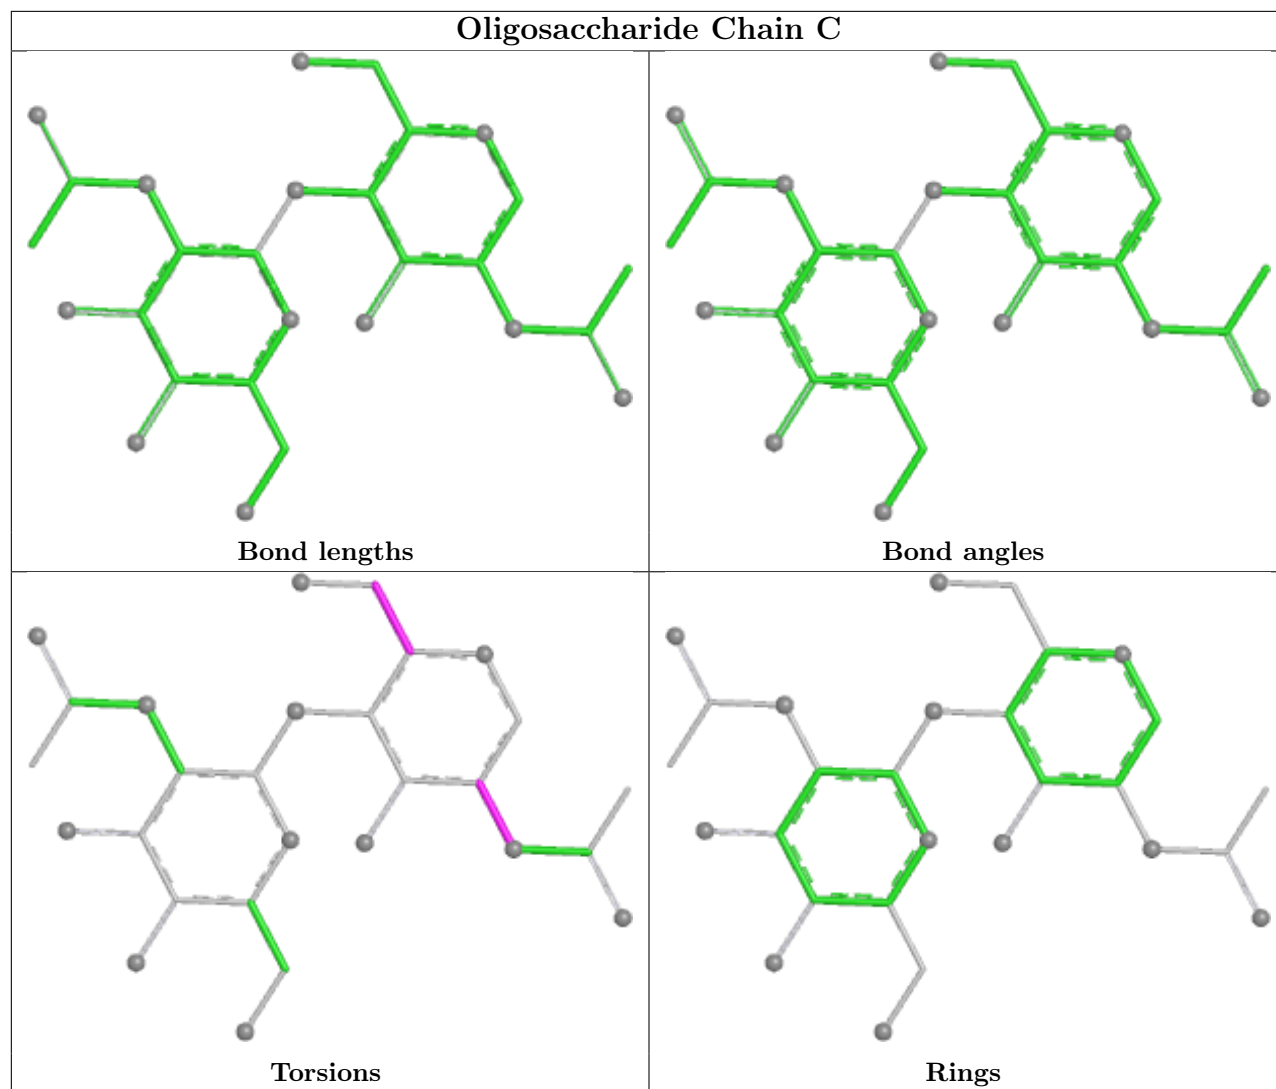 Oligosaccharide Chain C
Bond lengths
Bond angles
Torsions
Rings